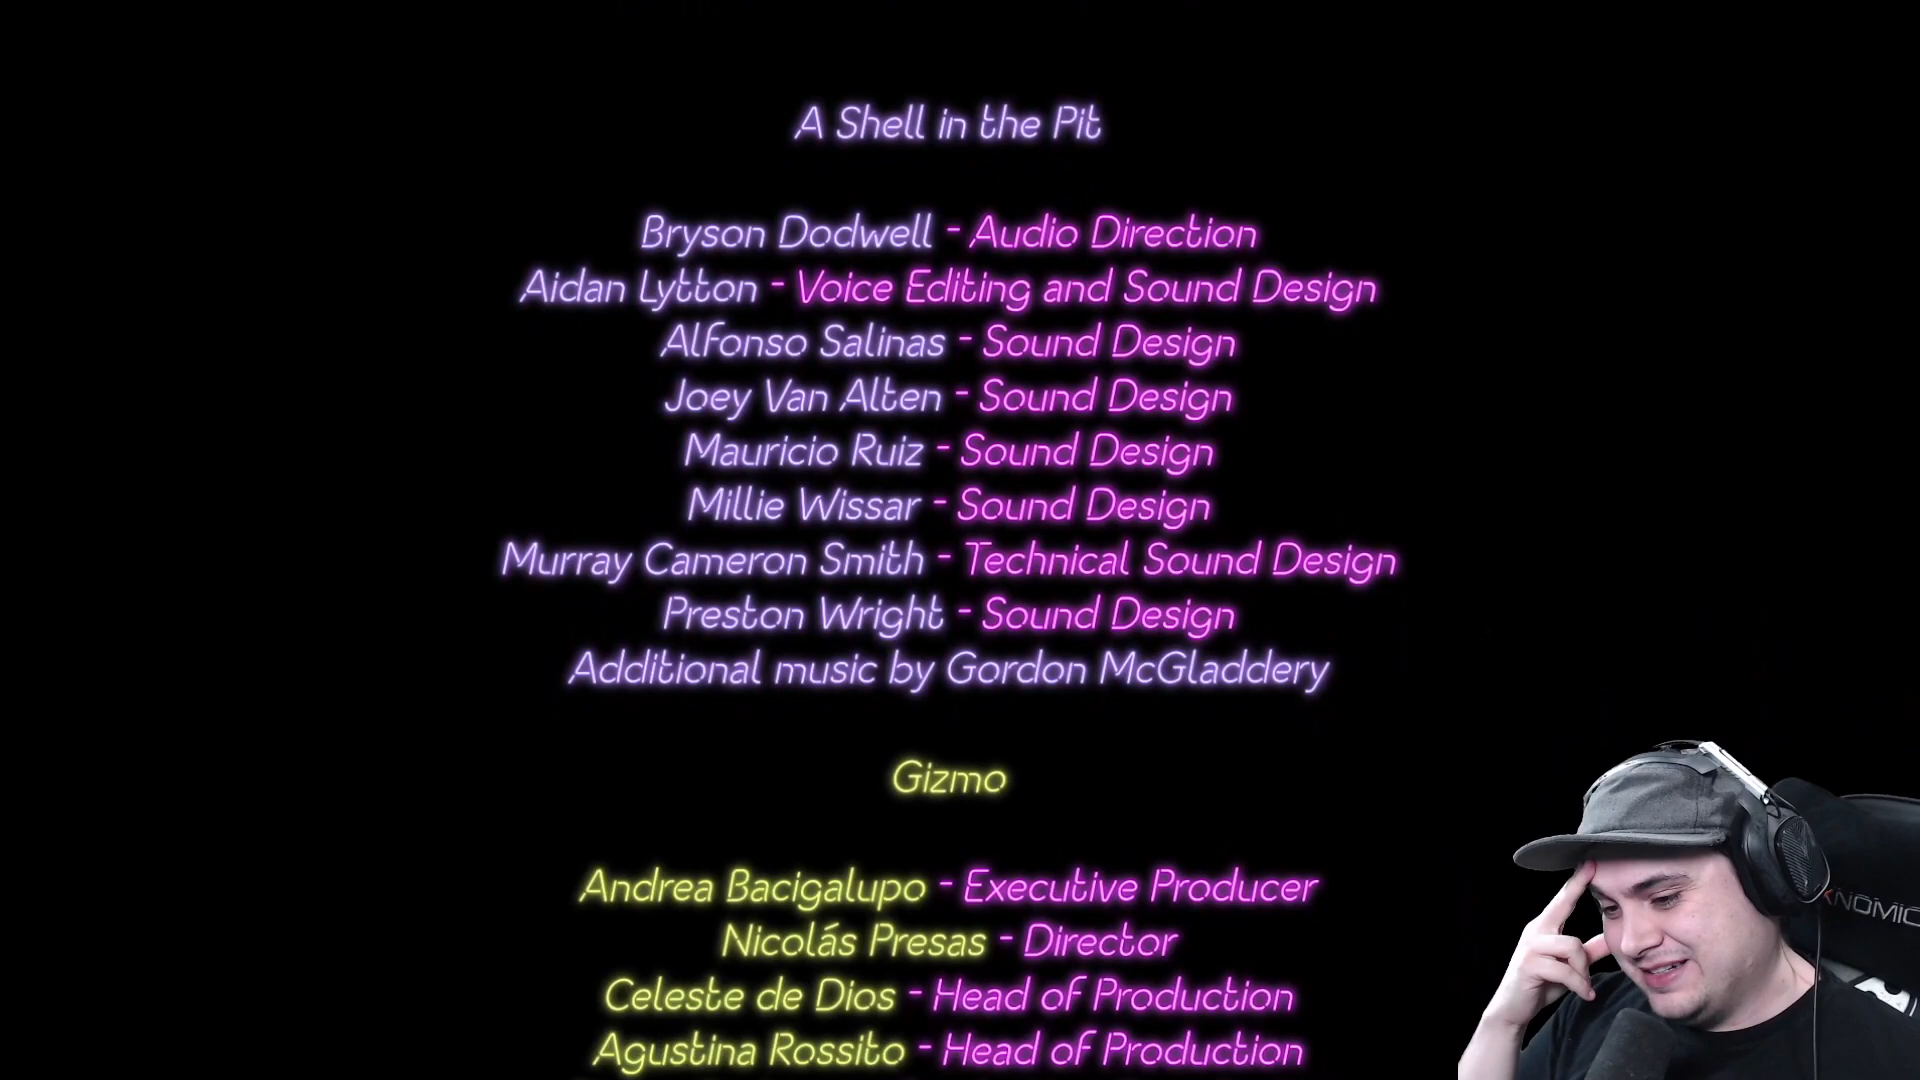 A Shell in the Pit
Bryson Dodwell - Audio Direction
Aidan Lytton - Voice Editing and Sound Design
Alfonso Salinas - Sound Design
Joey Van Alten - Sound Design
Mauricio Ruiz - Sound Design
Millie Wissar - Sound Design
Murray Cameron Smith - Technical Sound Design
Preston Wright - Sound Design
Additional music by Gordon McGladdery
Gizmo
Andrea Bacigalupo - Executive Producer
Nicolás Presas - Director
Celeste de Dios - Head of Production
Agustina Rossito - Head of Production